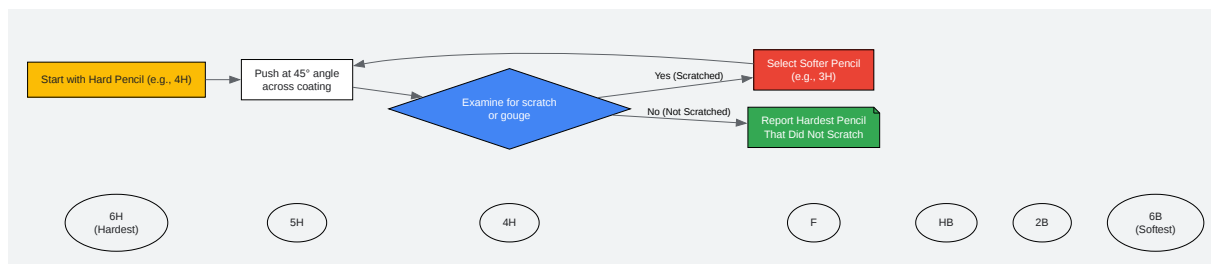 Start with Hard Pencil (e.g., 4H)
Push at 45° angle
across coating
Examine for scratch
or gouge
Yes (Scratched)
Select Softer Pencil
(e.g., 3H)
No (Not Scratched)
Report Hardest Pencil
That Did Not Scratch
6H
(Hardest)
5H
4H
F
HB
2B
6B
(Softest)